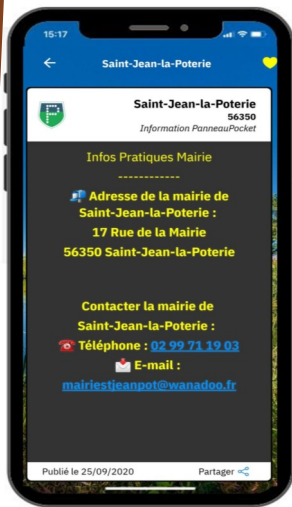 15:17
Saint-Jean-la-Poterie
Saint-Jean-la-Poterie
56350
Information PanneauPocket
Infos Pratiques Mairie
------------
Adresse de la mairie de
Saint-Jean-la-Poterie :
17 Rue de la Mairie
56350 Saint-Jean-la-Poterie
Contacter la mairie de
Saint-Jean-la-Poterie :
Téléphone : 02 99 71 19 03
E-mail :
mairiestjeanpot@wanadoo.fr
Publié le 25/09/2020 Partager